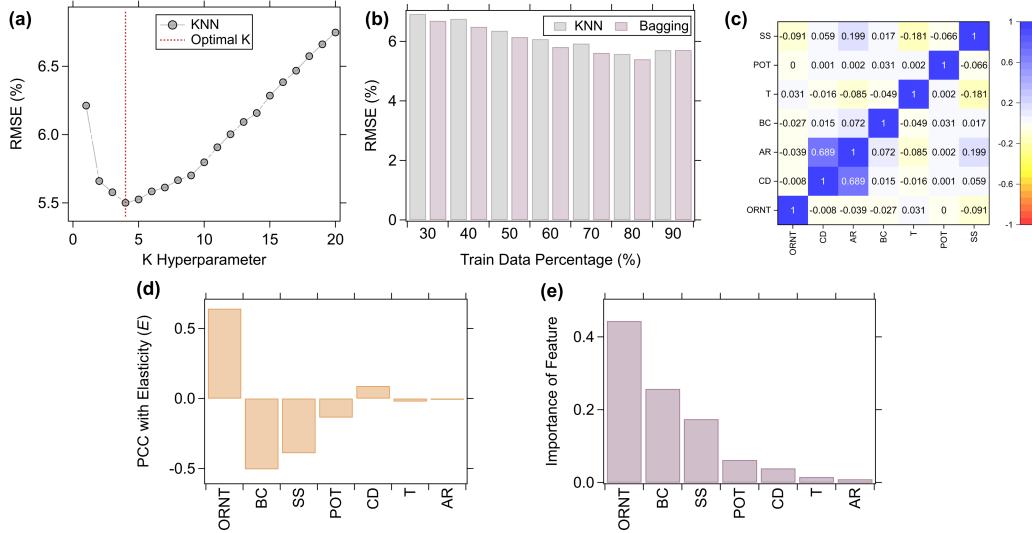 (a)
KNN
Optimal K
RMSE (%)
6.5
6.0
5.5
0
5
10
15
20
K Hyperparameter
(b)
KNN
Bagging
RMSE (%)
6
4
2
0
30
40
50
60
70
80
90
Train Data Percentage (%)
(c)
SS -0.091 0.059 0.199 0.017 -0.181 -0.066 1
POT 0 0.001 0.002 0.031 0.002 1 -0.066
T 0.031 -0.016 -0.085 -0.049 1 0.002 -0.181
BC -0.027 0.015 0.072 1 -0.049 0.031 0.017
AR -0.039 0.689 1 0.072 -0.085 0.002 0.199
CD -0.008 1 0.689 0.015 -0.016 0.001 0.059
ORNT 1 -0.008 -0.039 -0.027 0.031 0 -0.091
ORNT
CD
AR
BC
T
POT
SS
1
0.8
0.6
0.4
0.2
0
-0.2
-0.4
-0.6
-0.8
-1
(d)
PCC with Elasticity (E)
0.5
0.0
-0.5
ORNT
BC
SS
POT
CD
T
AR
(e)
Importance of Feature
0.4
0.2
0.0
ORNT
BC
SS
POT
CD
T
AR